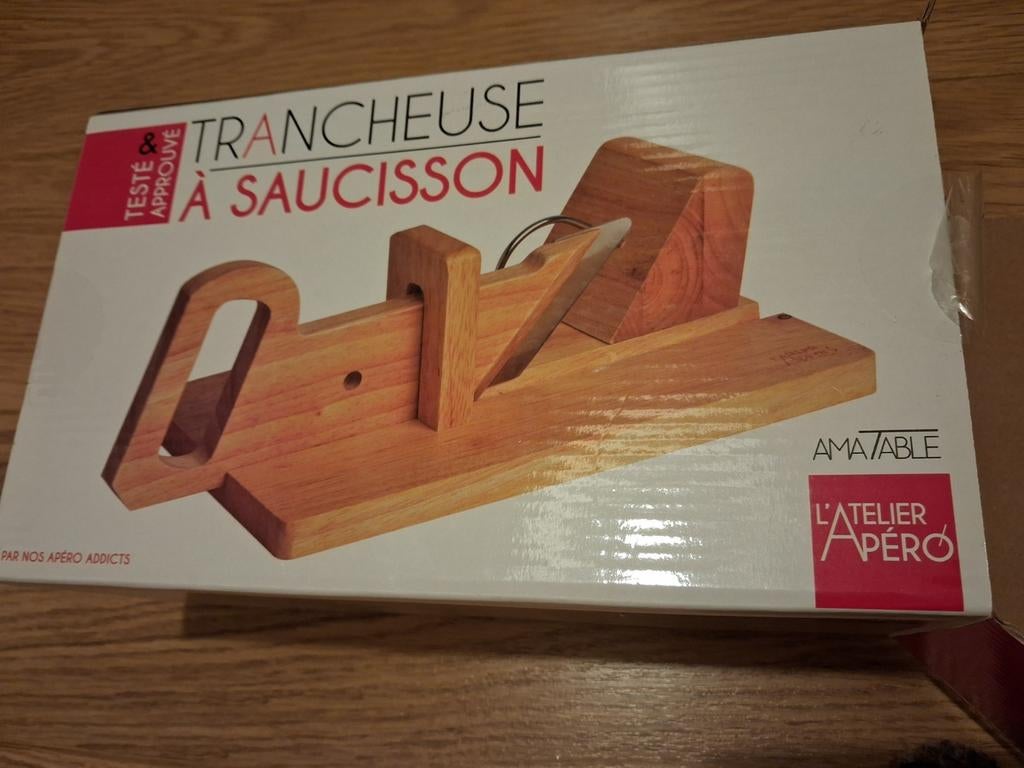 TESTÉ &
APPROUVÉ
TRANCHEUSE
À SAUCISSON
AMATABLE
L'ATELIER
APÉRO
PAR NOS APÉRO ADDICTS